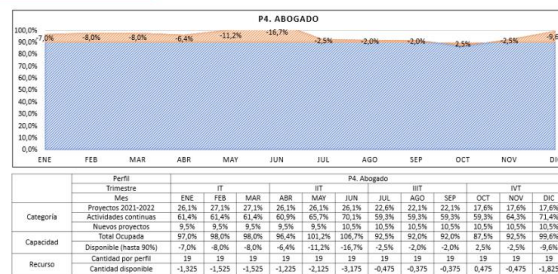 P4. ABOGADO
100,0%
90,0%
80,0%
70,0%
60,0%
50,0%
40,0%
30,0%
20,0%
10,0%
0,0%
-7,0% -8,0% -8,0% -6,4% -11,2% -16,7% -2,5% -2,0% -2,0% 2,5% -2,5% -9,6
ENE FEB MAR ABR MAY JUN JUL AGO SEP OCT NOV DIC
Perfil P4. Abogado
Trimestre IT IIT IIIT IVT
Mes ENE FEB MAR ABR MAY JUN JUL AGO SEP OCT NOV DIC
Categoría
Proyectos 2021-2022 26,1% 27,1% 27,1% 26,1% 26,1% 26,1% 22,6% 22,1% 22,1% 17,6% 17,6% 17,6%
Actividades continuas 61,4% 61,4% 61,4% 60,9% 65,7% 70,1% 59,3% 59,3% 59,3% 59,3% 64,3% 71,4%
Nuevos proyectos 9,5% 9,5% 9,5% 9,5% 9,5% 10,5% 10,5% 10,5% 10,5% 10,5% 10,5% 10,5%
Capacidad
Total Ocupada 97,0% 98,0% 98,0% 96,4% 101,2% 106,7% 92,5% 92,0% 92,0% 87,5% 92,5% 99,6%
Disponible (hasta 90%) -7,0% -8,0% -8,0% -6,4% -11,2% -16,7% -2,5% -2,0% -2,0% 2,5% -2,5% -9,6%
Recurso
Cantidad por perfil 19 19 19 19 19 19 19 19 19 19 19 19
Cantidad disponible -1,325 -1,525 -1,525 -1,225 -2,125 -3,175 -0,475 -0,375 -0,375 0,475 -0,475 -1,825